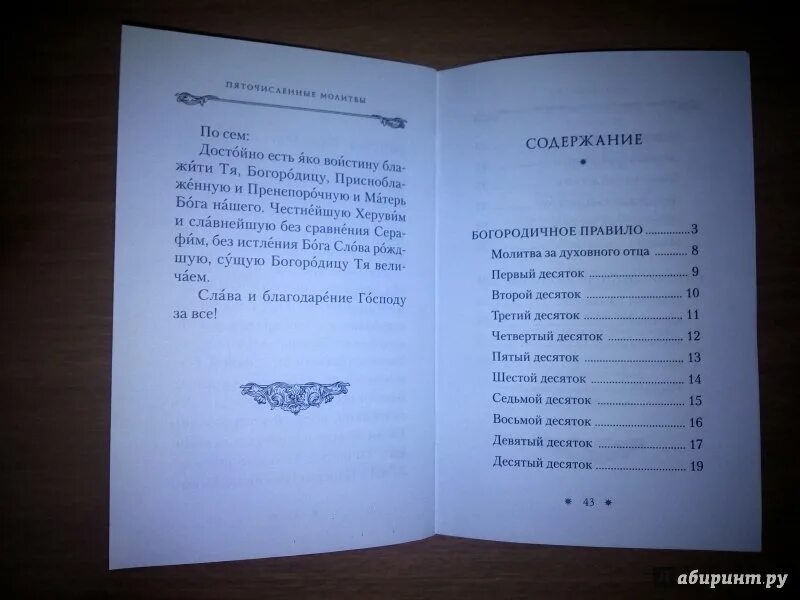 ПЯТОЧИСЛЕННЫЕ МОЛИТВЫ
По сем:
Досто́йно есть я́ко вои́стину бла-
жи́ти Тя, Богоро́дицу, Присноблa-
же́нную и Пренепоро́чную и Ма́терь
Бо́га на́шего. Честне́йшую Херуви́м
и сла́внейшую без сравне́ния Сера-
фи́м, без истле́ния Бо́га Сло́ва ро́жд-
шую, су́щую Богоро́дицу Тя вели-
ча́ем.
Сла́ва и благодаре́ние Го́споду
за все!
СОДЕРЖАНИЕ
БОГОРОДИЧНОЕ ПРАВИЛО ............ 3
Молитва за духовного отца ......... 8
Первый десяток ........................... 9
Второй десяток ........................... 10
Третий десяток ........................... 11
Четвертый десяток ...................... 12
Пятый десяток ............................ 13
Шестой десяток .......................... 14
Седьмой десяток ......................... 15
Восьмой десяток ......................... 16
Девятый десяток ......................... 17
Десятый десяток ......................... 19
* 43 *
Лабиринт.ру